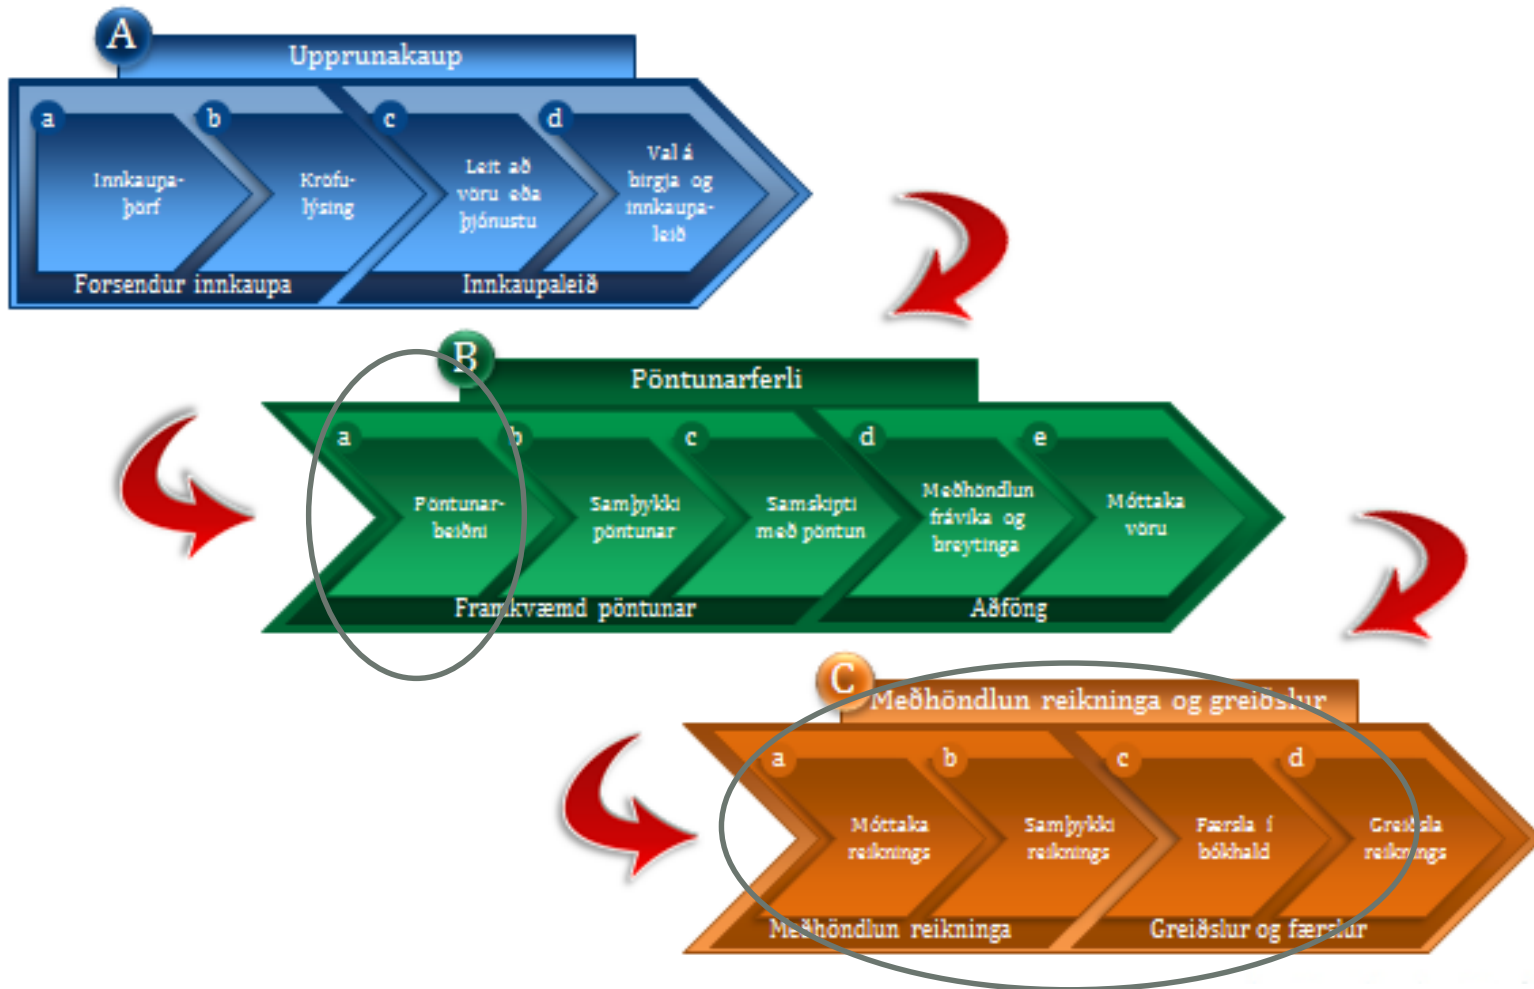 A
Upprunakaup
a
Innkaupa-
þörf
b
Kröfu-
lýsing
c
Leit að
vöru eða
þjónustu
d
Val á
birgja og
innkaupa-
leið
Forsendur innkaupa
Innkaupaleið
B
Pöntunarferli
a
Pöntunar-
beiðni
b
Samþykki
pöntunar
c
Samskipti
með pöntun
d
Meðhöndlun
frávika og
breytinga
e
Móttaka
vöru
Framkvæmd pöntunar
Aðföng
C
Meðhöndlun reikninga og greiðslur
a
Móttaka
reiknings
b
Samþykki
reiknings
c
Færsla í
bókhald
d
Greiðsla
reiknings
Meðhöndlun reikninga
Greiðslur og færslur